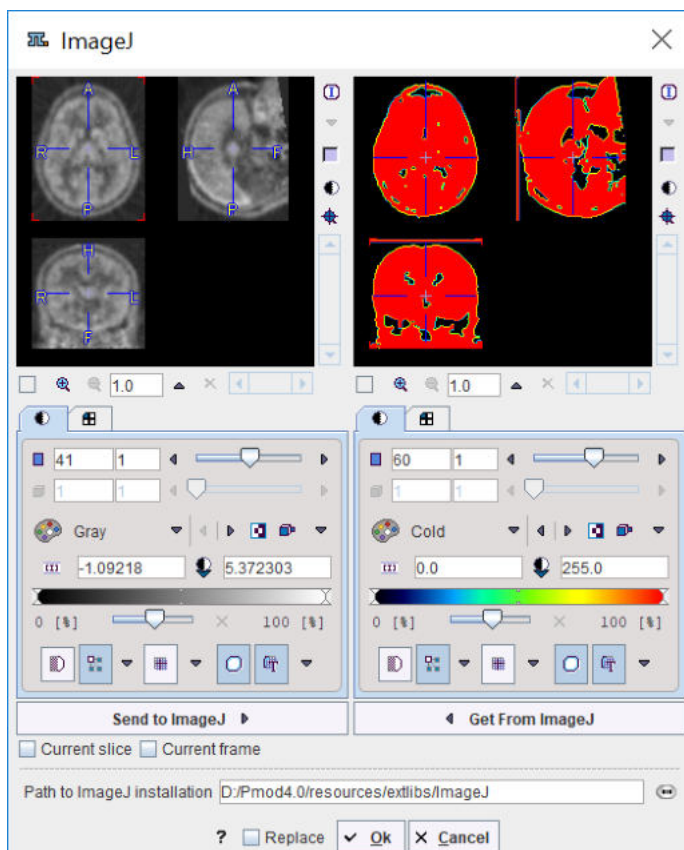 ImageJ
A A
R L H F
P P
H
R L
F
1.0 1.0
41 1 60 1
1 1 1 1
Gray Cold
-1.09218 5.372303 0.0 255.0
0 [%] 100 [%] 0 [%] 100 [%]
Send to ImageJ Get From ImageJ
Current slice Current frame
Path to ImageJ installation D:/Pmod4.0/resources/extlibs/ImageJ
? Replace Ok Cancel